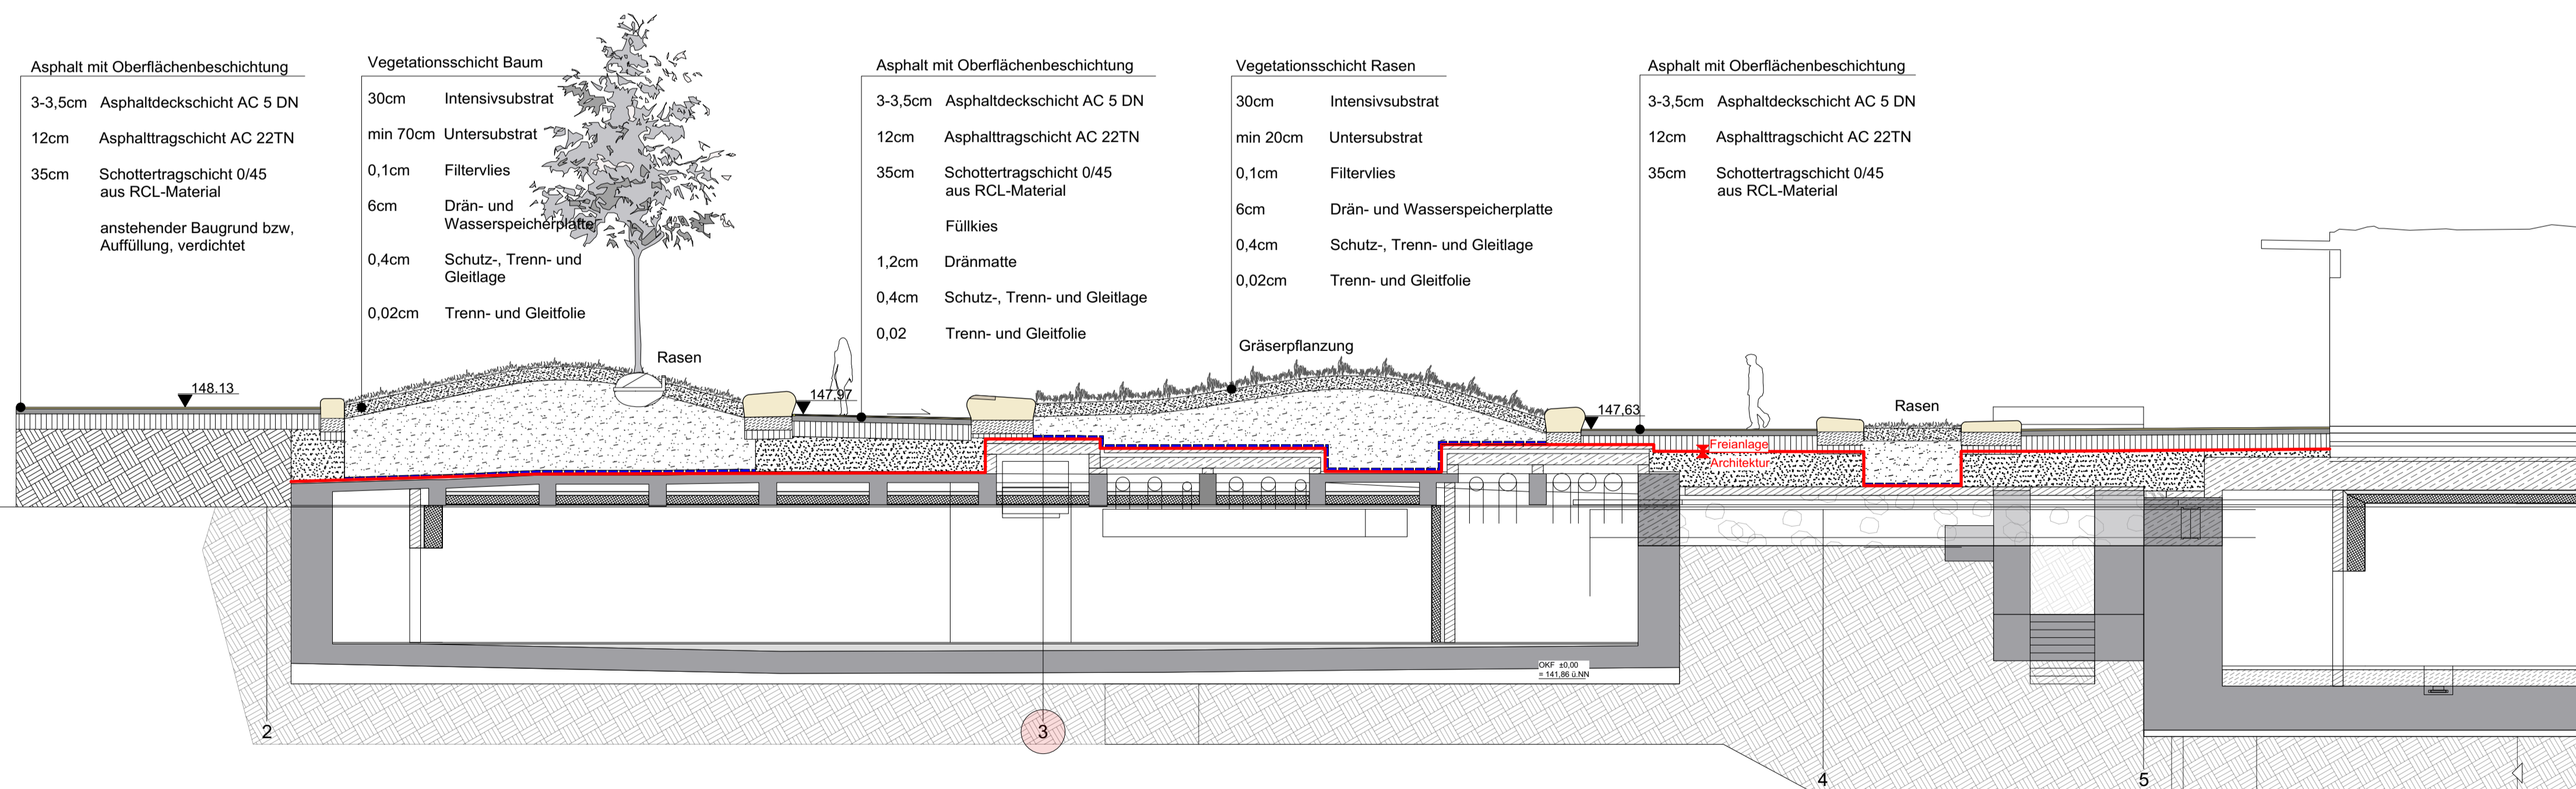 Asphalt mit Oberflächenbeschichtung
3-3,5cm Asphaltdeckschicht AC 5 DN
12cm Asphalttragschicht AC 22TN
35cm Schottertragschicht 0/45
aus RCL-Material
anstehender Baugrund bzw,
Auffüllung, verdichtet
Vegetationsschicht Baum
30cm Intensivsubstrat
min 70cm Untersubstrat
0,1cm Filtervlies
6cm Drän- und
Wasserspeicherplatte
0,4cm Schutz-, Trenn- und
Gleitlage
0,02cm Trenn- und Gleitfolie
Asphalt mit Oberflächenbeschichtung
3-3,5cm Asphaltdeckschicht AC 5 DN
12cm Asphalttragschicht AC 22TN
35cm Schottertragschicht 0/45
aus RCL-Material
Füllkies
1,2cm Dränmatte
0,4cm Schutz-, Trenn- und Gleitlage
0,02 Trenn- und Gleitfolie
Vegetationsschicht Rasen
30cm Intensivsubstrat
min 20cm Untersubstrat
0,1cm Filtervlies
6cm Drän- und Wasserspeicherplatte
0,4cm Schutz-, Trenn- und Gleitlage
0,02cm Trenn- und Gleitfolie
Asphalt mit Oberflächenbeschichtung
3-3,5cm Asphaltdeckschicht AC 5 DN
12cm Asphalttragschicht AC 22TN
35cm Schottertragschicht 0/45
aus RCL-Material
Rasen
Gräserpflanzung
148.13
147.97
147,63
Rasen
Freianlage
Architektur
OKF ±0,00
= 141,86 ü.NN
2
3
4
5